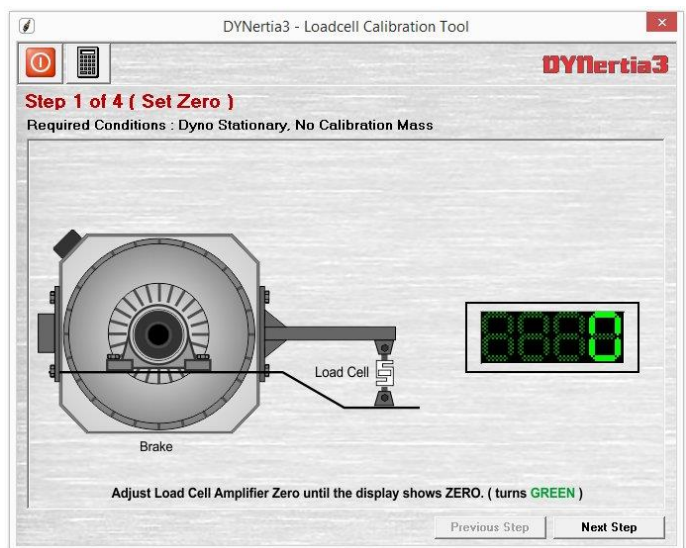 DYNertia3 - Loadcell Calibration Tool
DYNertia3
Step 1 of 4 ( Set Zero )
Required Conditions : Dyno Stationary, No Calibration Mass
0
Load Cell
Brake
Adjust Load Cell Amplifier Zero until the display shows ZERO. ( turns GREEN )
Previous Step
Next Step